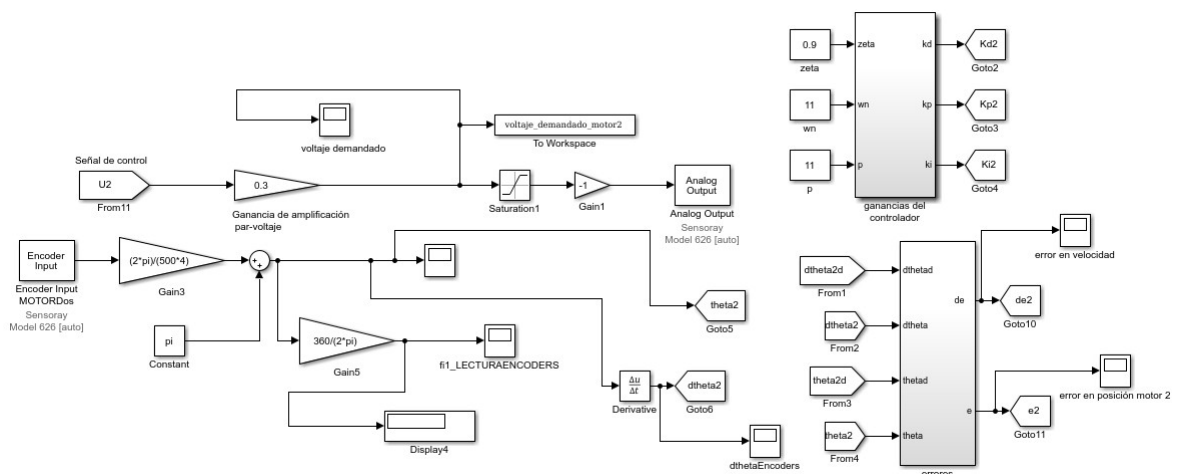 Señal de control
U2
From11
0.3
Ganancia de amplificación
par-voltaje
voltaje demandado
voltaje_demandado_motor2
To Workspace
Saturation1
-1
Gain1
Analog
Output
Analog Output
Sensoray
Model 626 [auto]
Encoder
Input
Encoder Input
MOTORDos
Sensoray
Model 626 [auto]
(2*pi)/(500*4)
Gain3
++
pi
Constant
360/(2*pi)
Gain5
fi1_LECTURAENCODERS
Display4
theta2
Goto5
Δu
Δt
Derivative
dtheta2
Goto6
dthetaEncoders
0.9
zeta
11
wn
11
p
zeta
wn
p
kd
kp
ki
ganancias del
controlador
Kd2
Goto2
Kp2
Goto3
Ki2
Goto4
dtheta2d
From1
dtheta2
From2
theta2d
From3
theta2
From4
dthetad
dtheta
thetad
theta
de
e
errores
error en velocidad
de2
Goto10
error en posición motor 2
e2
Goto11